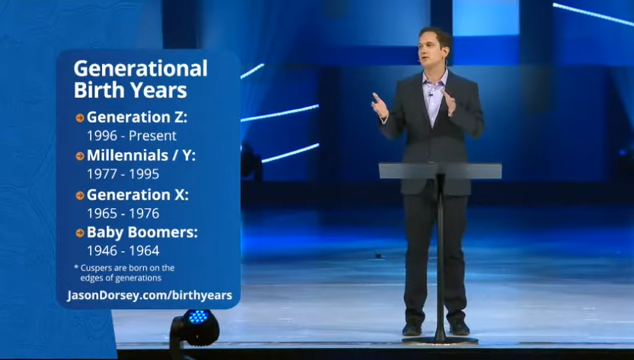 Generational
Birth Years
Generation Z:
1996 - Present
Millennials / Y:
1977 - 1995
Generation X:
1965 - 1976
Baby Boomers:
1946 - 1964
* Cuspers are born on the
edges of generations
JasonDorsey.com/birthyears